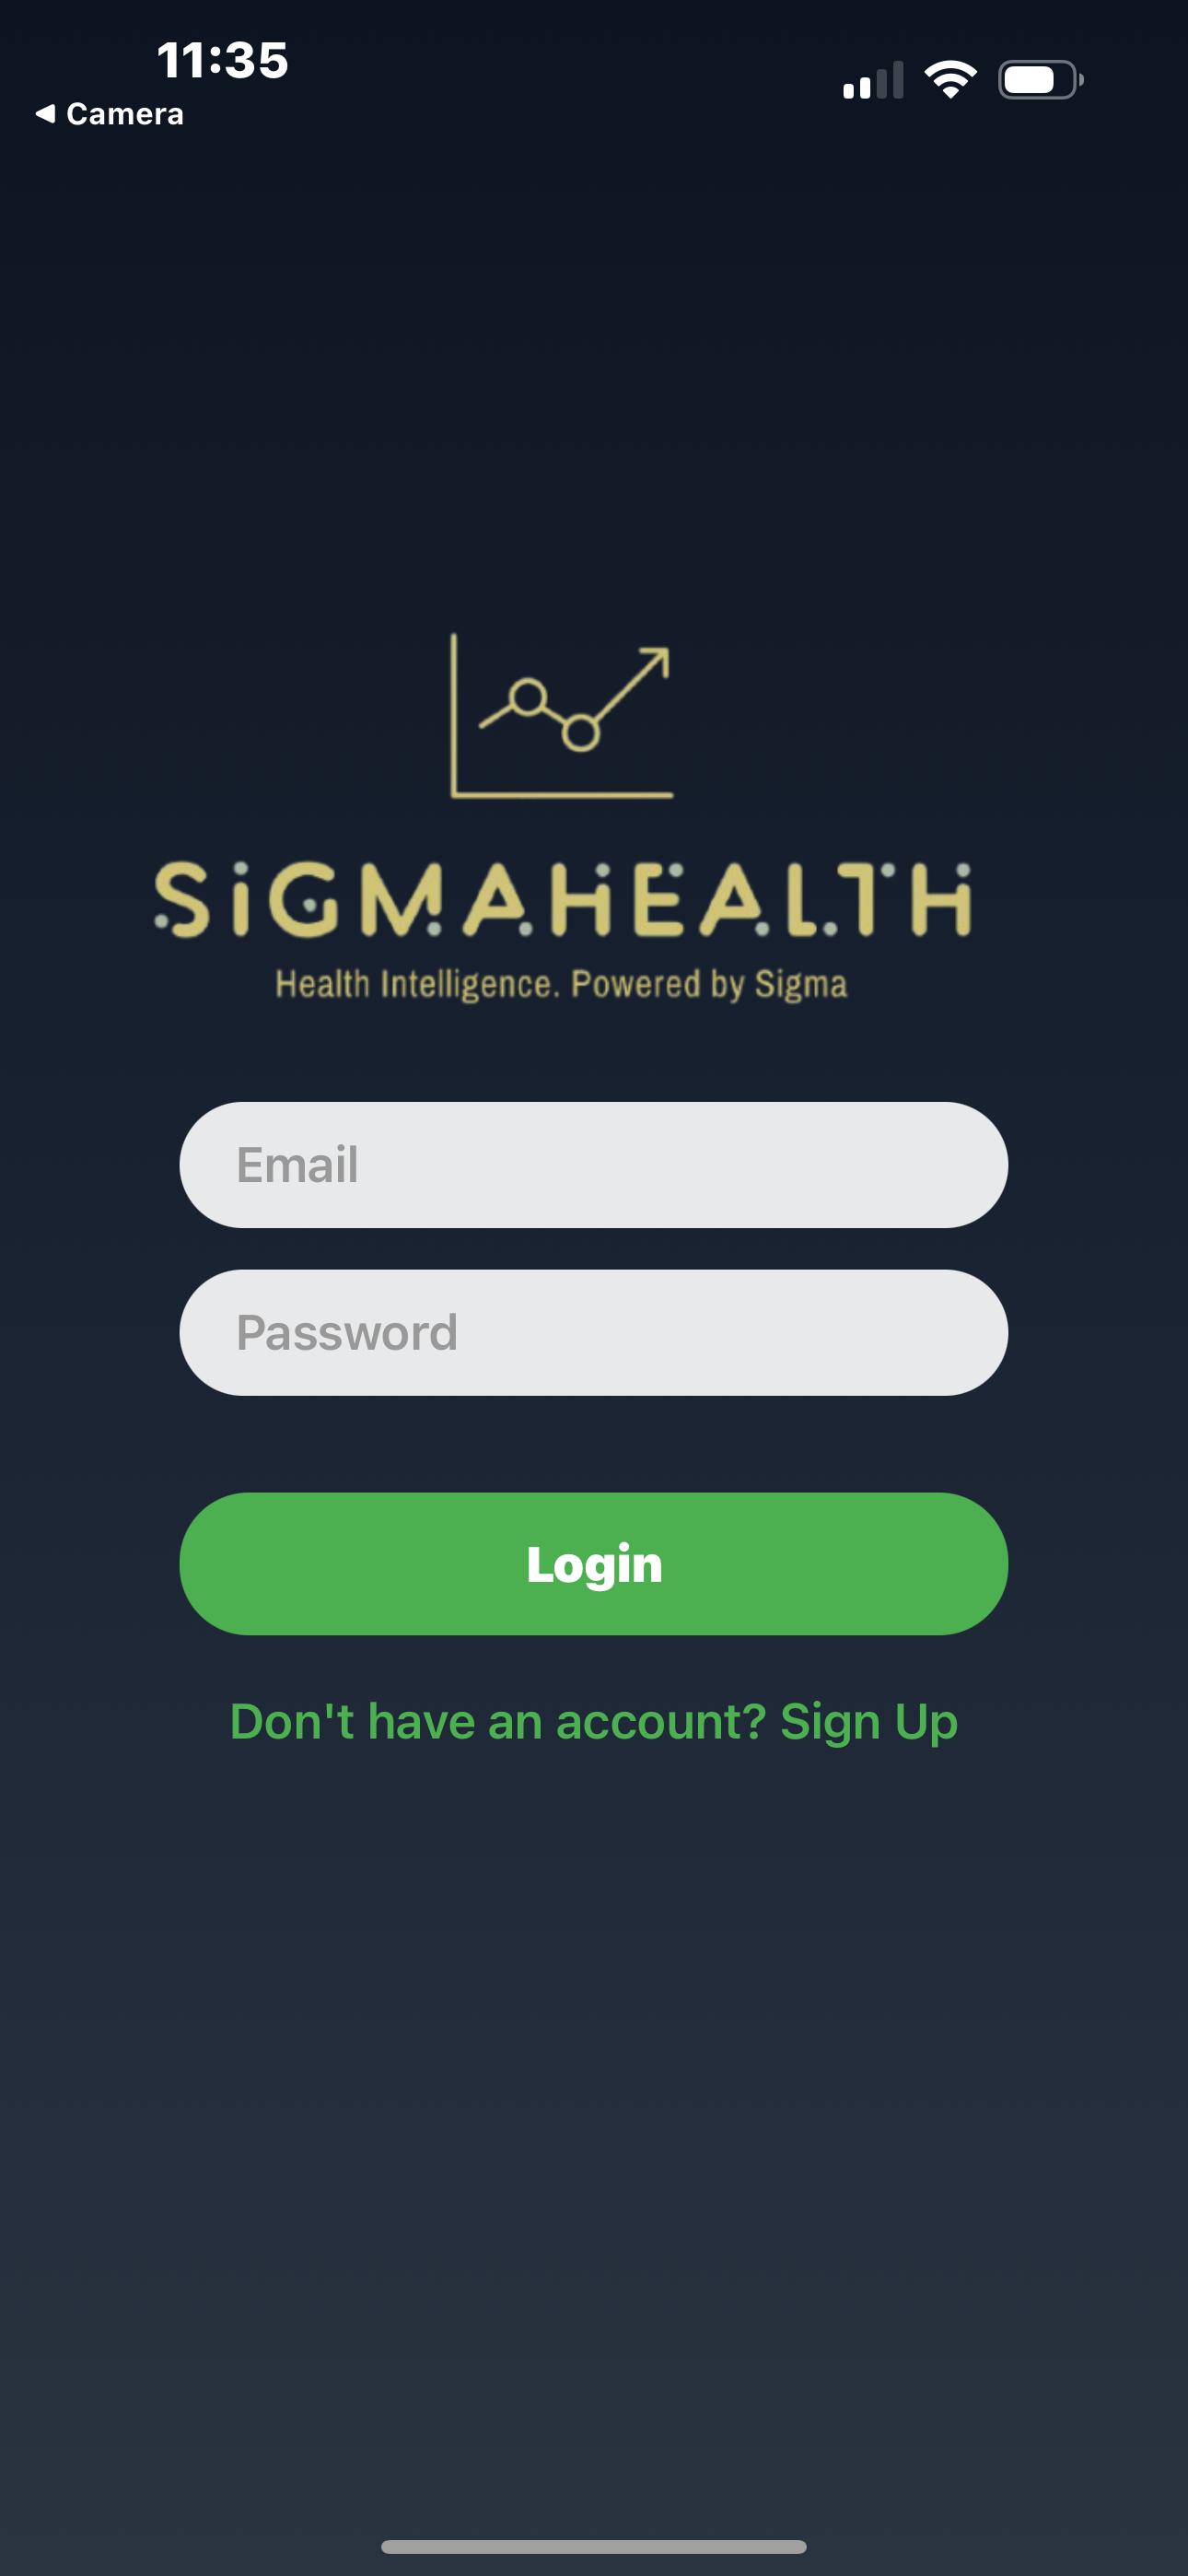 11:35
Camera
SiGMAHEALTH
Health Intelligence. Powered by Sigma
Email
Password
Login
Don't have an account? Sign Up